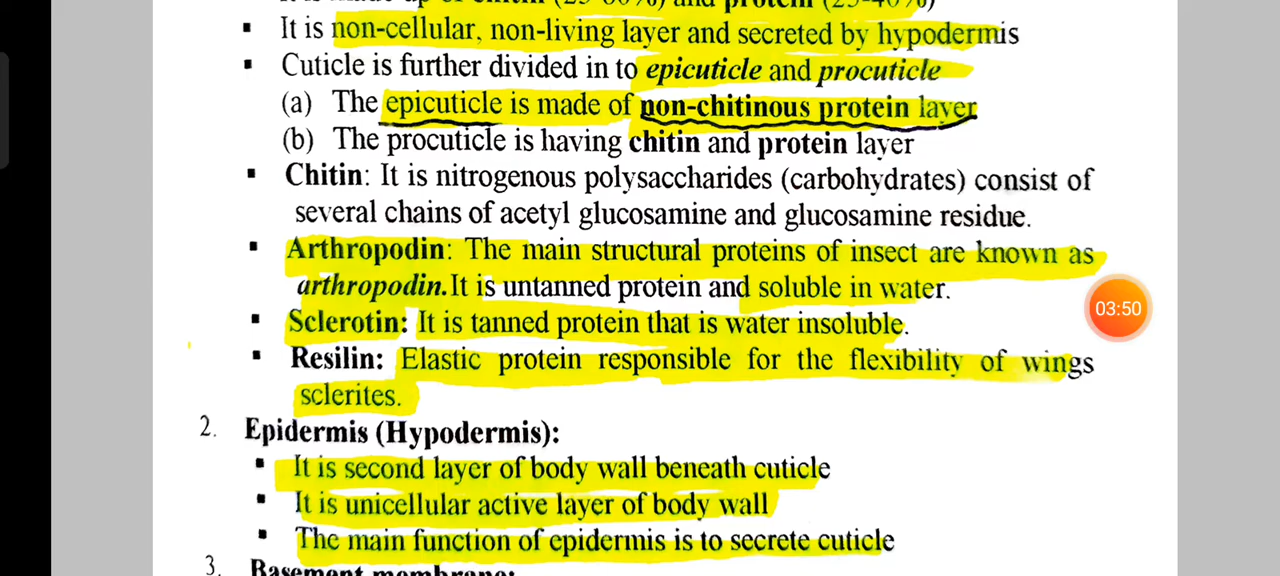 ▪ It is non-cellular, non-living layer and secreted by hypodermis
▪ Cuticle is further divided in to epicuticle and procuticle
(a) The epicuticle is made of non-chitinous protein layer
(b) The procuticle is having chitin and protein layer
▪ Chitin: It is nitrogenous polysaccharides (carbohydrates) consist of
several chains of acetyl glucosamine and glucosamine residue.
▪ Arthropodin: The main structural proteins of insect are known as
arthropodin. It is untanned protein and soluble in water.
03:50
▪ Sclerotin: It is tanned protein that is water insoluble.
▪ Resilin: Elastic protein responsible for the flexibility of wings
sclerites.
2. Epidermis (Hypodermis):
▪ It is second layer of body wall beneath cuticle
▪ It is unicellular active layer of body wall
▪ The main function of epidermis is to secrete cuticle
3. Basement membrane: